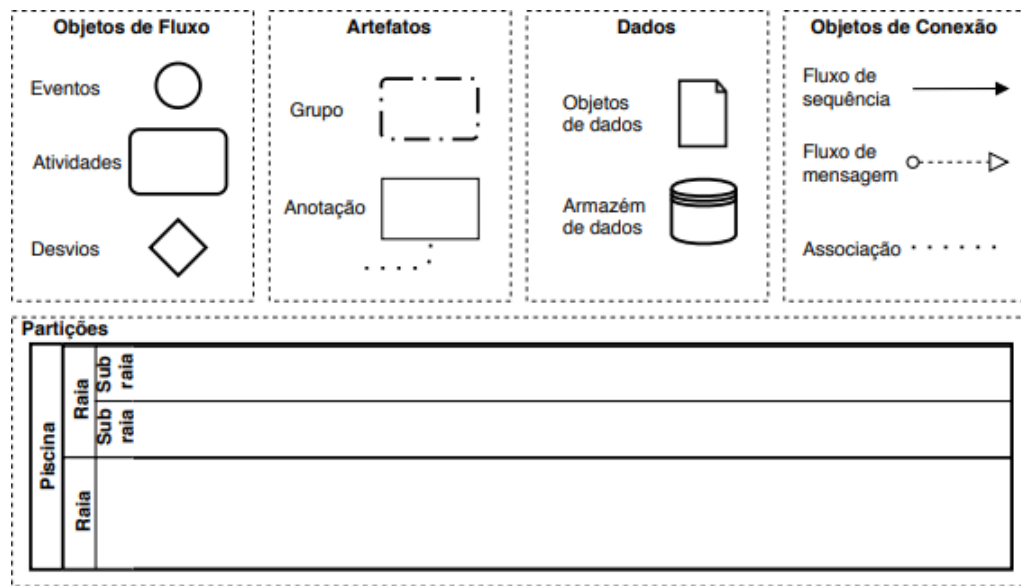 Objetos de Fluxo
Eventos
Atividades
Desvios
Artefatos
Grupo
Anotação
Dados
Objetos
de dados
Armazém
de dados
Objetos de Conexão
Fluxo de
sequência
Fluxo de
mensagem
Associação
Partições
Piscina
Raia
Sub
raia
Sub
raia
Raia